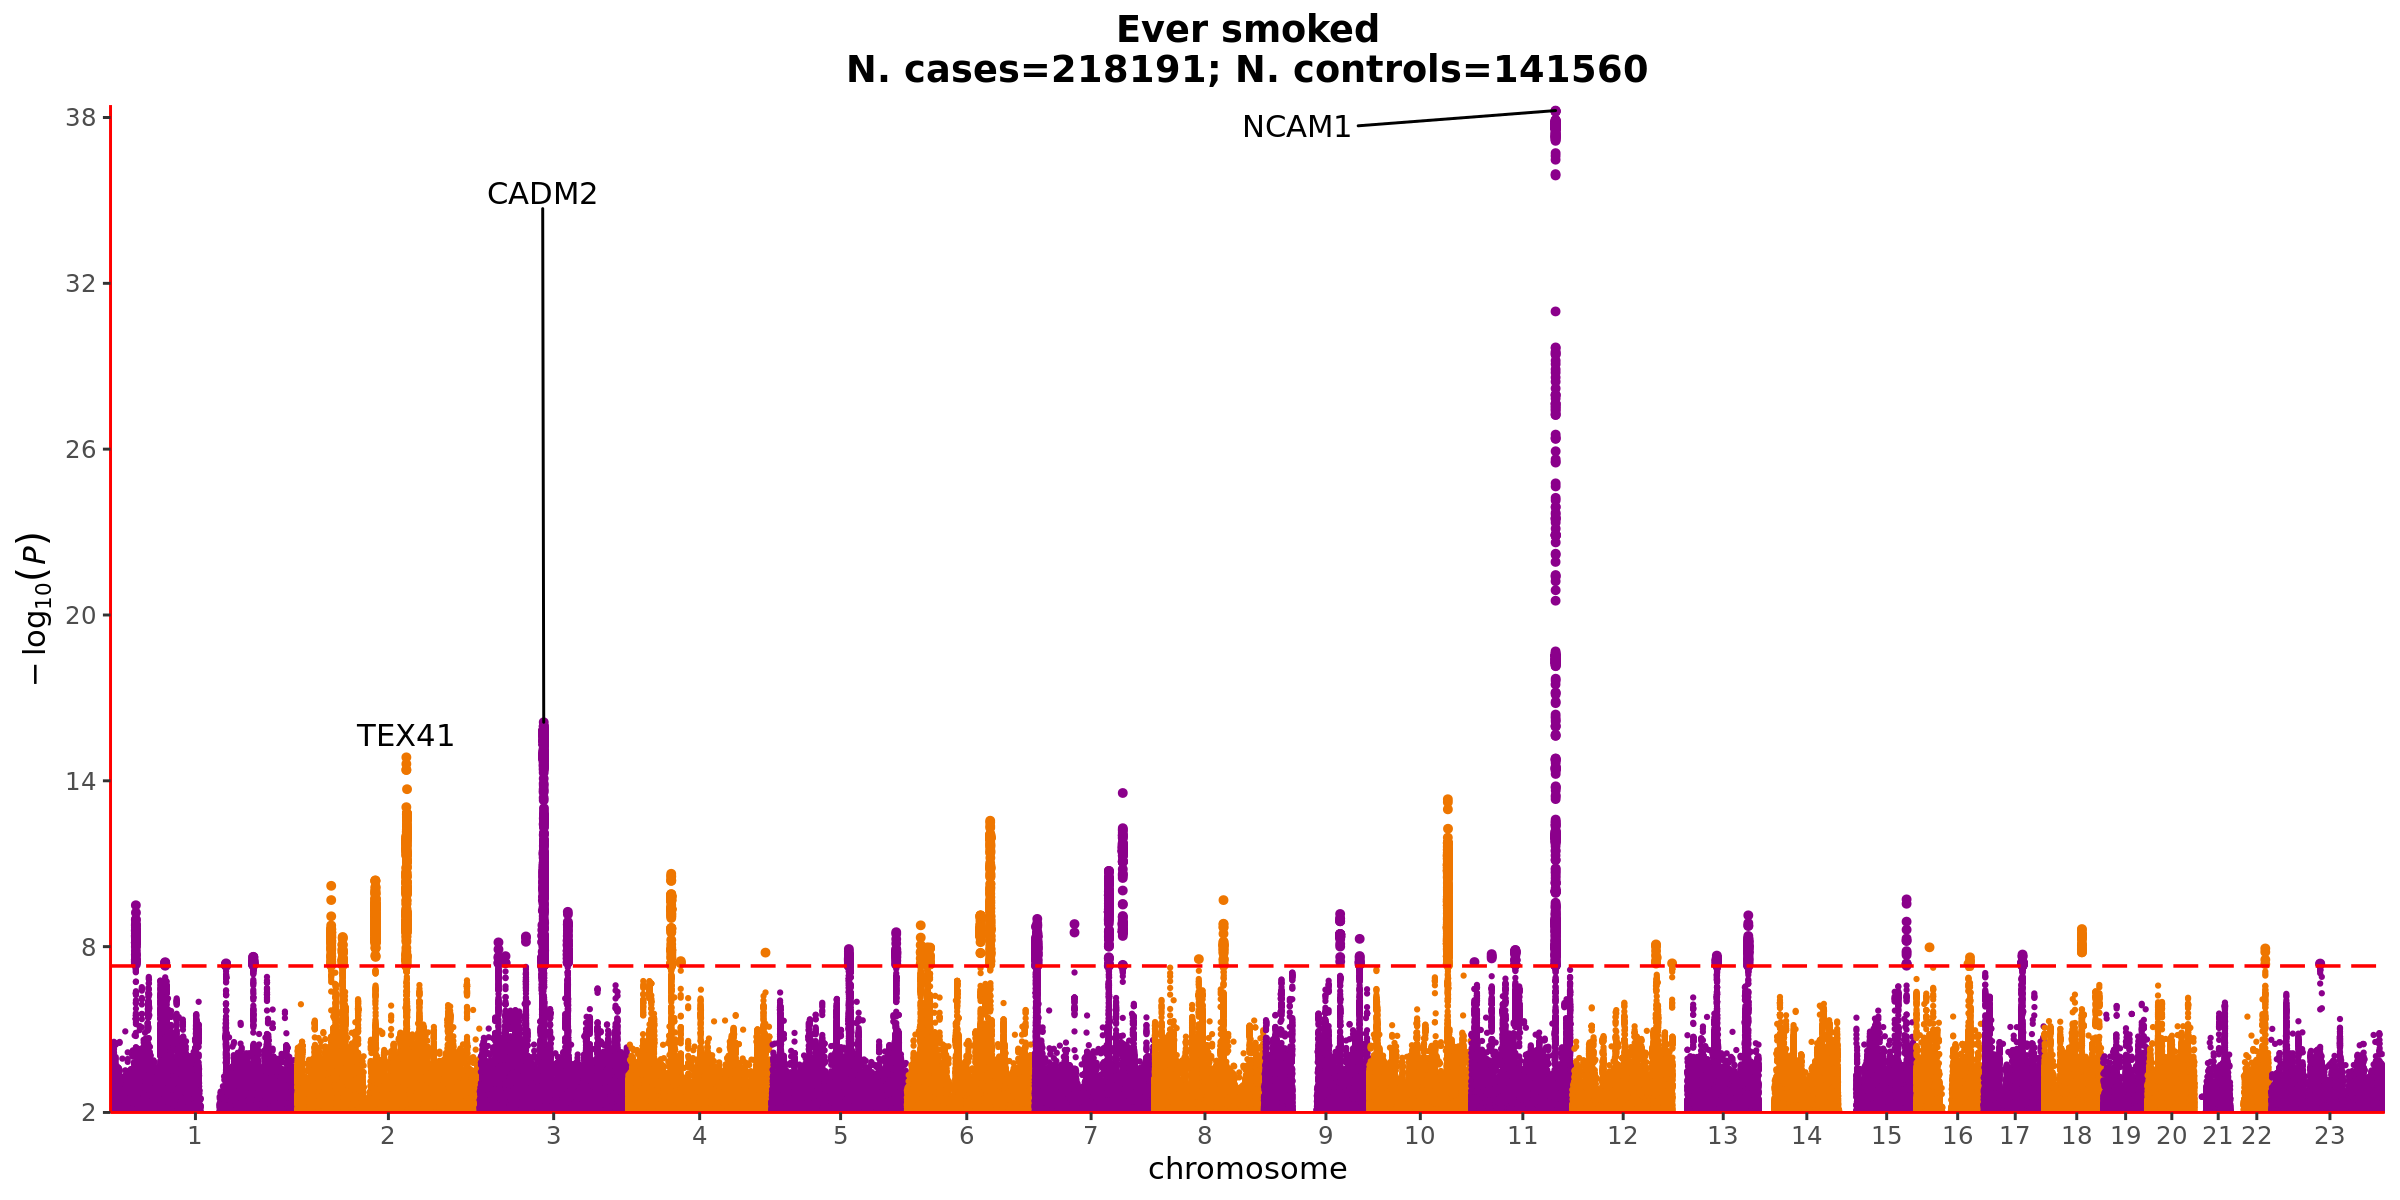 Ever smoked
N. cases=218191; N. controls=141560
38
32
26
20
14
8
2
− log10(P)
NCAM1
CADM2
TEX41
1 2 3 4 5 6 7 8 9 10 11 12 13 14 15 16 17 18 19 20 21 22 23
chromosome